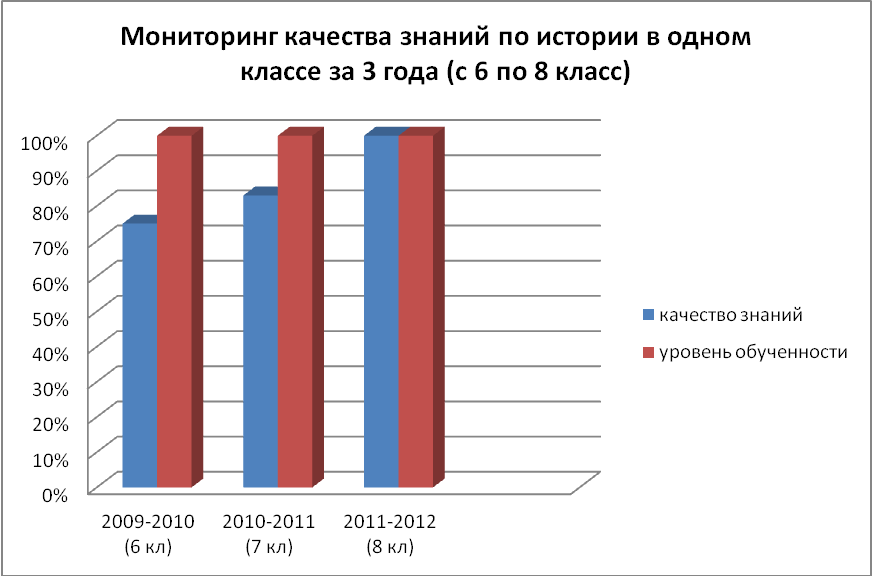 Мониторинг качества знаний по истории в одном
классе за 3 года (с 6 по 8 класс)
100%
90%
80%
70%
60%
50%
40%
30%
20%
10%
0%
2009-2010 2010-2011 2011-2012
(6 кл) (7 кл) (8 кл)
качество знаний
уровень обученности